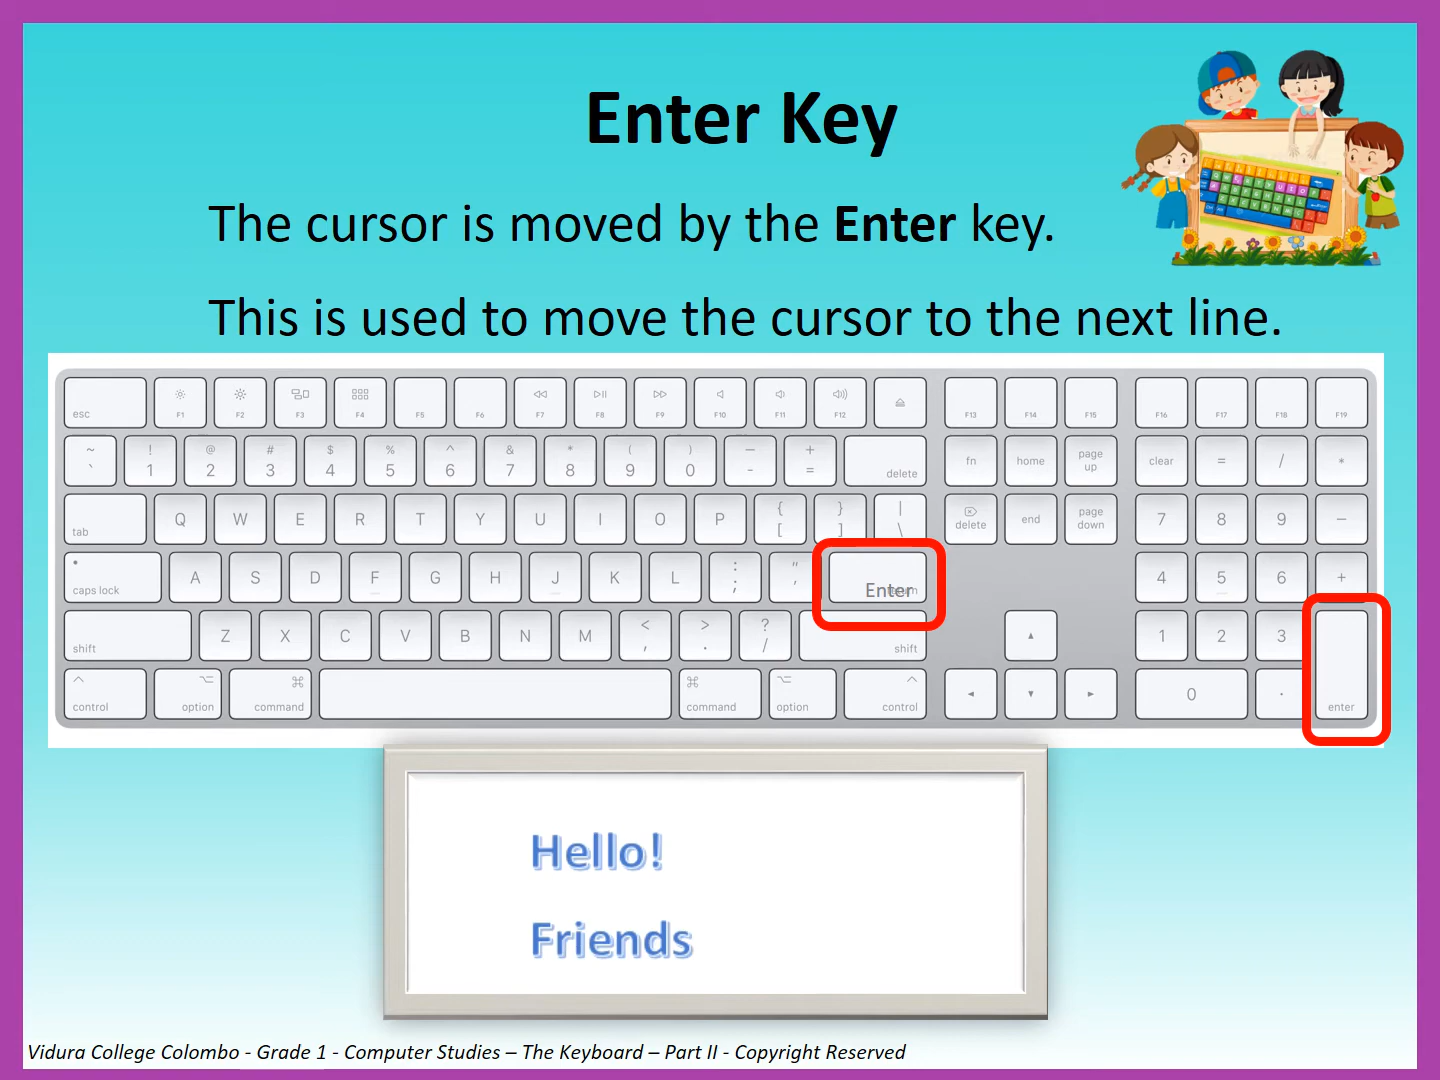 Enter Key
The cursor is moved by the Enter key.
This is used to move the cursor to the next line.
esc F1 F2 F3 F4 F5 F6 F7 F8 F9 F10 F11 F12 F13 F14 F15 F16 F17 F18 F19
~ ! @ # $ % ^ & * ( ) — +
` 1 2 3 4 5 6 7 8 9 0 - = delete fn home page up clear = / *
tab Q W E R T Y U I O P { [ } ] | \ delete end page down 7 8 9 −
caps lock A S D F G H J K L : ; " ' Enter 4 5 6 +
shift Z X C V B N M < , > . ? / shift ▲ 1 2 3
^ control ⌥ option ⌘ command ⌘ command ⌥ option ^ control ◄ ▼ ► 0 . enter
Hello!
Friends
Vidura College Colombo - Grade 1 - Computer Studies – The Keyboard – Part II - Copyright Reserved